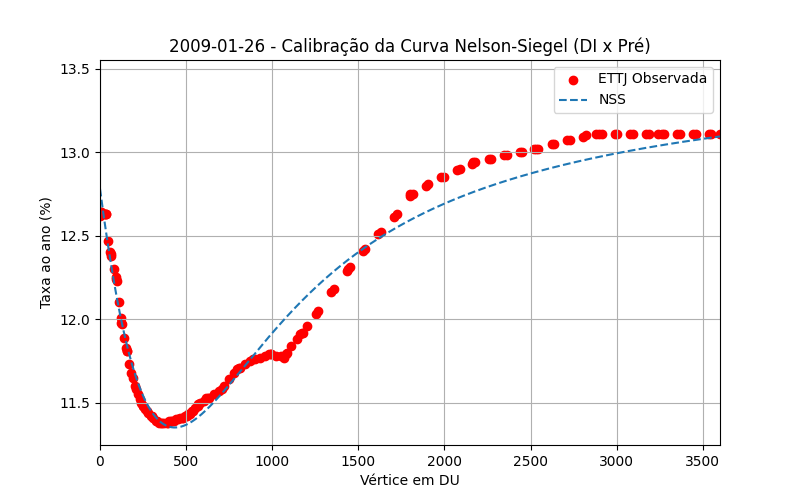 2009-01-26 - Calibração da Curva Nelson-Siegel (DI x Pré)
13.5
13.0
12.5
12.0
11.5
Taxa ao ano (%)
ETTJ Observada
NSS
0
500
1000
1500
2000
2500
3000
3500
Vértice em DU